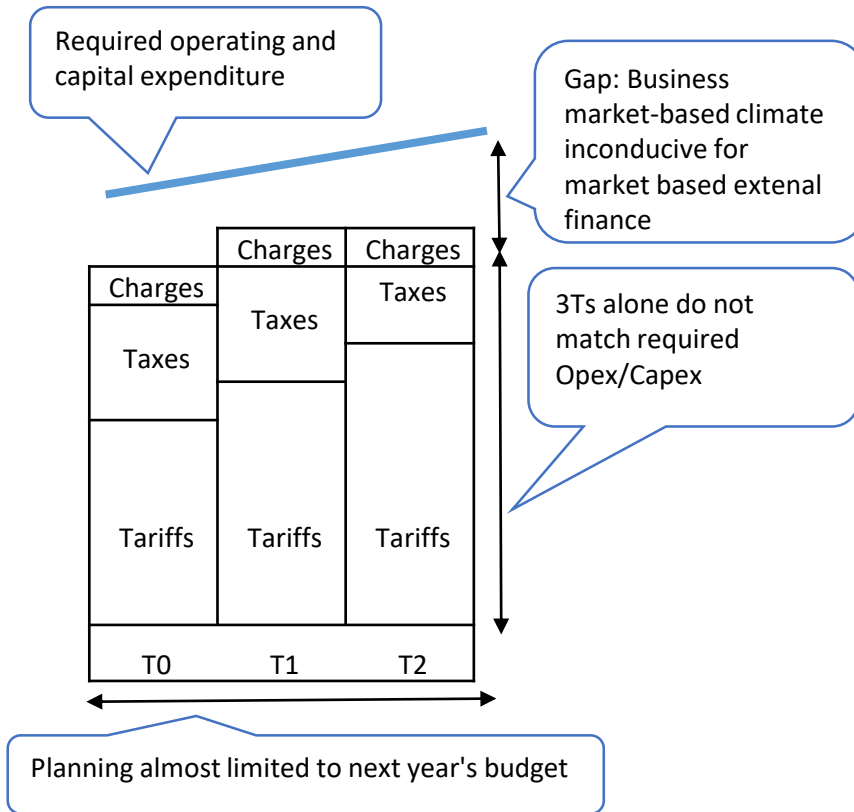 Required operating and
capital expenditure
Gap: Business
market-based climate
inconducive for
market based extenal
finance
Charges
Charges
Charges
Taxes
Taxes
Taxes
3Ts alone do not
match required
Opex/Capex
Tariffs
Tariffs
Tariffs
T0
T1
T2
Planning almost limited to next year's budget